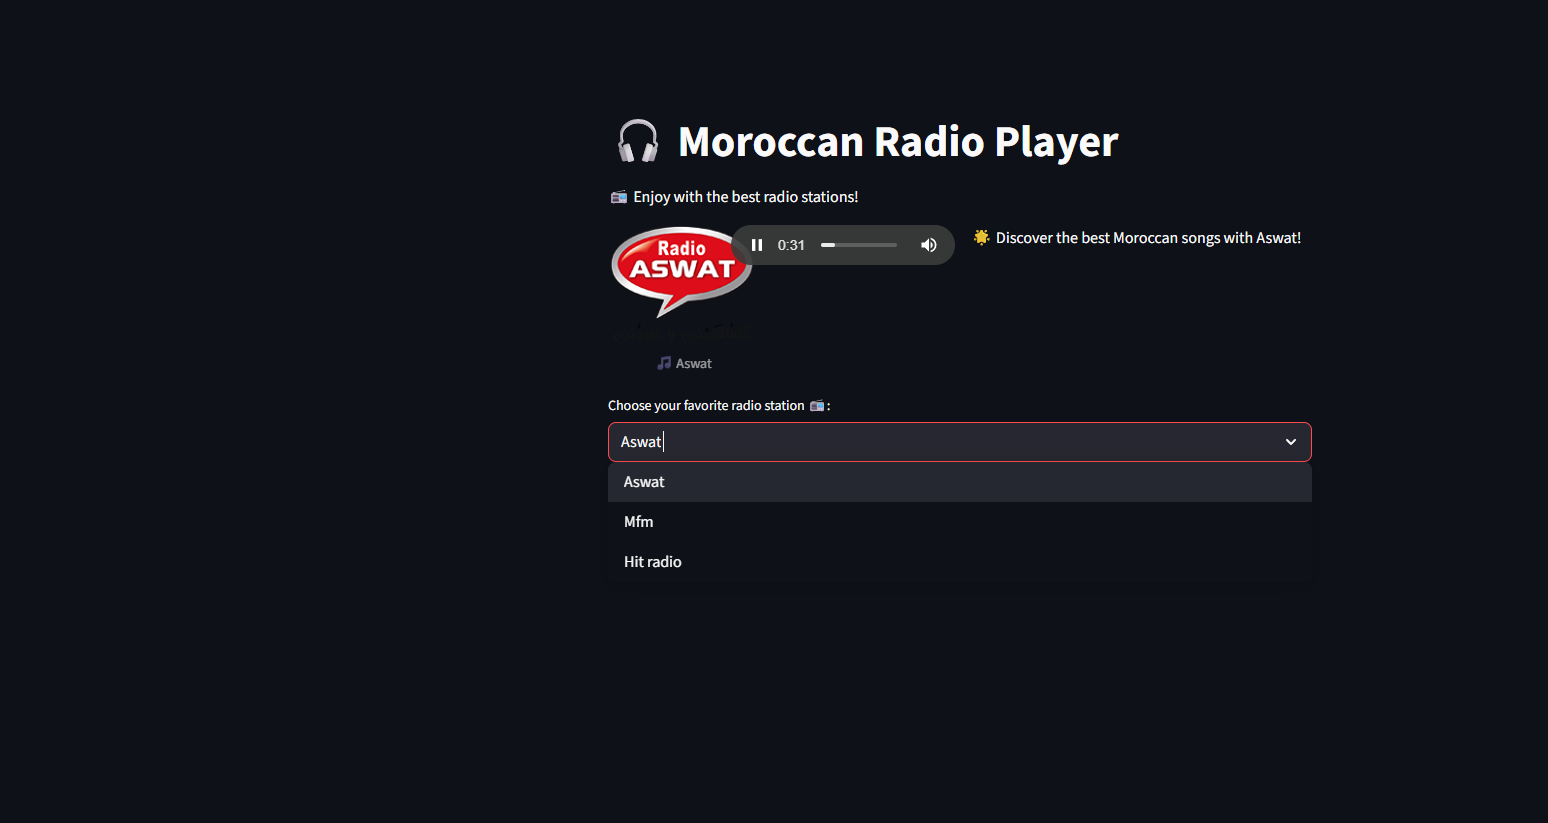 🎧 Moroccan Radio Player
📻 Enjoy with the best radio stations!
Radio
ASWAT
0:31
🌟 Discover the best Moroccan songs with Aswat!
🎵 Aswat
Choose your favorite radio station 📻:
Aswat
Aswat
Mfm
Hit radio